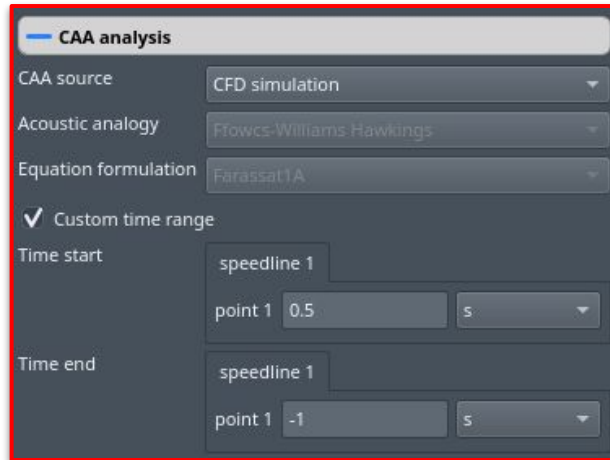 CAA analysis
CAA source CFD simulation
Acoustic analogy Ffowcs-Williams Hawkings
Equation formulation Farassat1A
Custom time range
Time start speedline 1
point 1 0.5 s
Time end speedline 1
point 1 -1 s